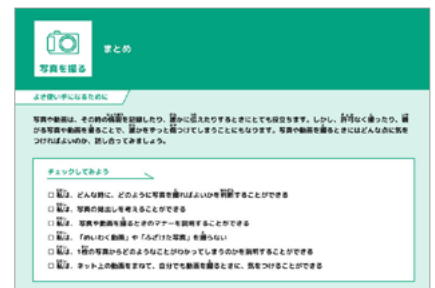 まとめ
写真を撮る
よき使い手になるために
写真や動画は、その時の情報を記録したり、誰かに伝えたりするときにとても役立ちます。しかし、許可なく撮ったり、嫌
がる写真や動画を撮ることで、誰かをずっと傷つけてしまうことにもなります。写真や動画を撮るときにはどんな点に気を
つければよいのか、話し合ってみましょう。
チェックしてみよう
□私は、どんな時に、どのように写真を撮ればよいかを判断することができる
□私は、写真の見出しを考えることができる
□私は、写真や動画を撮るときのマナーを説明することができる
□私は、「めいわく動画」や「ふざけた写真」を撮らない
□私は、1枚の写真からどのようなことがわかってしまうのかを説明することができる
□私は、ネット上の動画をまねて、自分でも動画を撮るときに、気をつけることができる